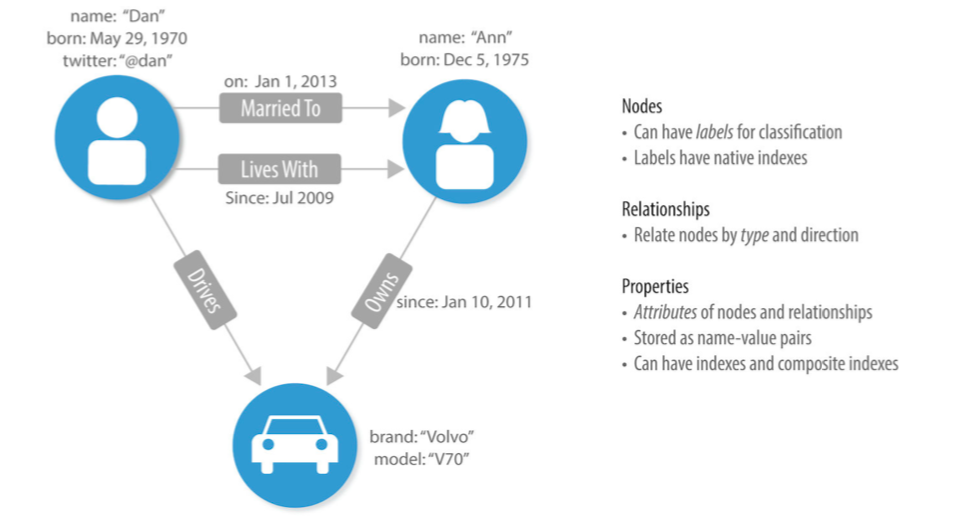 name: “Dan”
born: May 29, 1970
twitter: “@dan”
name: “Ann”
born: Dec 5, 1975
on: Jan 1, 2013
Married To
Lives With
Since: Jul 2009
Drives
Owns
since: Jan 10, 2011
brand: “Volvo”
model: “V70”
Nodes
• Can have labels for classification
• Labels have native indexes
Relationships
• Relate nodes by type and direction
Properties
• Attributes of nodes and relationships
• Stored as name-value pairs
• Can have indexes and composite indexes